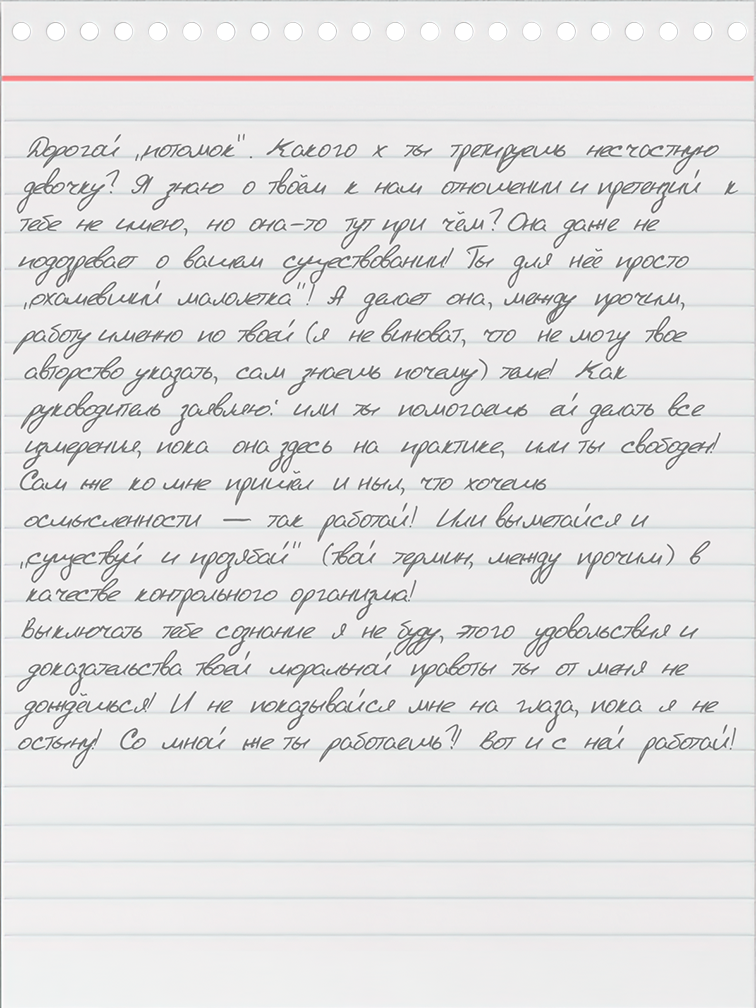 Дорогой „потомок". Какого х ты третируешь несчастную
девочку? Я знаю о твоём к нам отношении и претензий к
тебе не имею, но она-то тут при чём? Она даже не
подозревает о вашем существовании! Ты для неё просто
„охамевший малолетка"! А делает она, между прочим,
работу именно по твоей (я не виноват, что не могу твое
авторство указать, сам знаешь почему) теме! Как
руководитель заявляю: или ты помогаешь ей делать все
измерения, пока она здесь на практике, или ты свободен!
Сам же ко мне пришёл и ныл, что хочешь
осмысленности — так работай! Или выметайся и
„существуй и прозябай" (твой термин, между прочим) в
качестве контрольного организма!
Выключать тебе сознание я не буду, этого удовольствия и
доказательства твоей моральной правоты ты от меня не
дождёшься! И не показывайся мне на глаза, пока я не
остыну! Со мной же ты работаешь?! Вот и с ней работай!